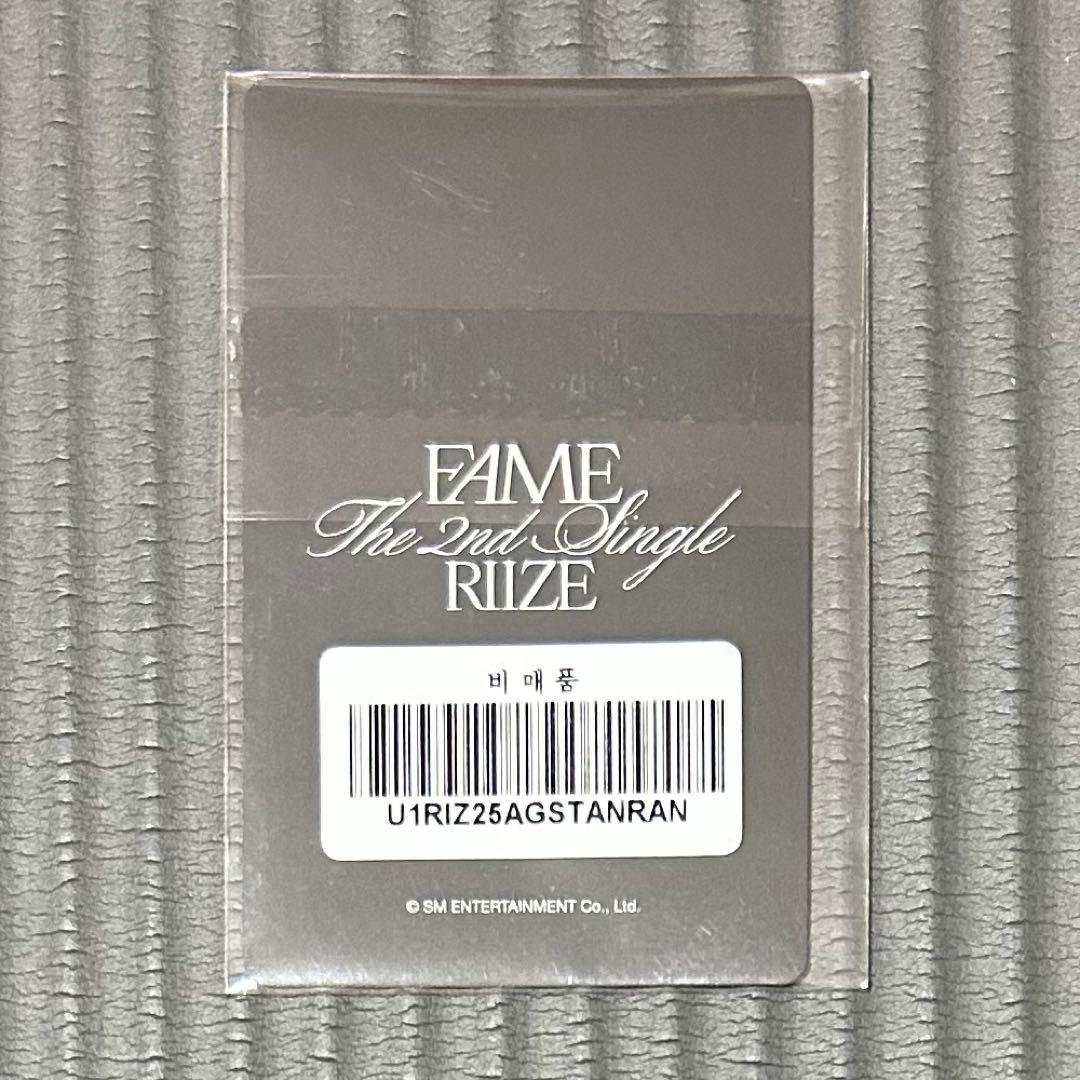 FAME
The 2nd Single
RIIZE
비매품
U1RIZ25AGSTANRAN
© SM ENTERTAINMENT Co., Ltd.